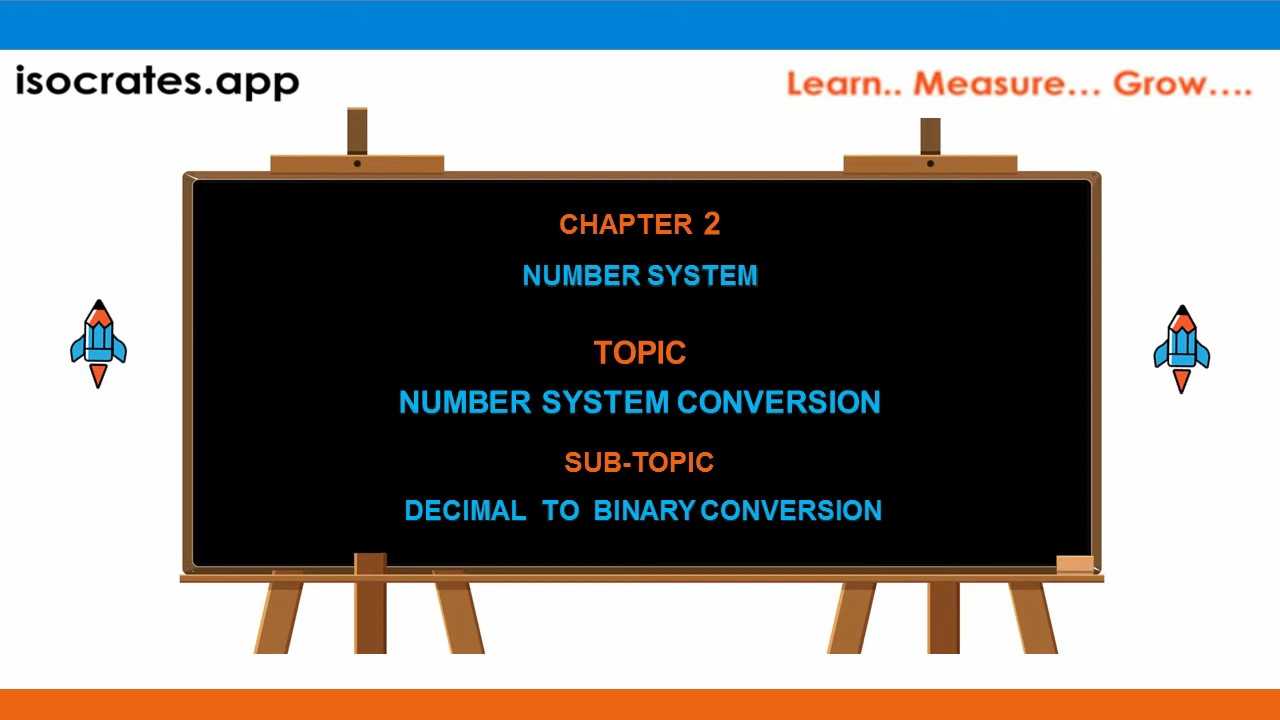 isocrates.app
Learn.. Measure... Grow....
CHAPTER 2
NUMBER SYSTEM
TOPIC
NUMBER SYSTEM CONVERSION
SUB-TOPIC
DECIMAL TO BINARY CONVERSION